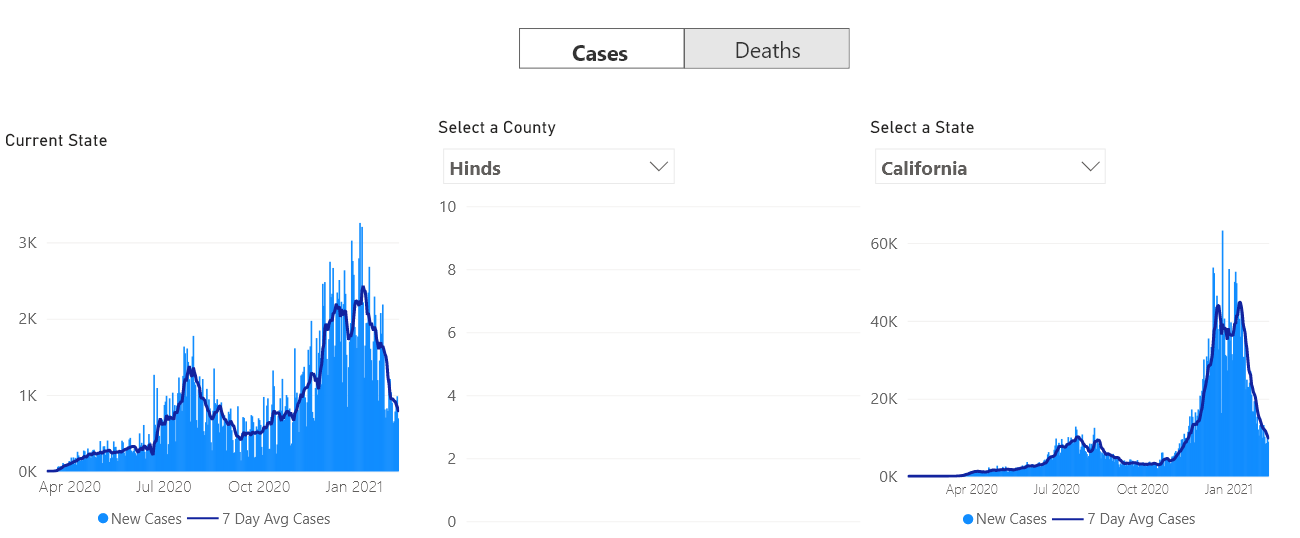 Cases Deaths
Current State
Select a County
Select a State
Hinds
California
3K
2K
1K
0K
Apr 2020 Jul 2020 Oct 2020 Jan 2021
New Cases 7 Day Avg Cases
10
8
6
4
2
0
60K
40K
20K
0K
Apr 2020 Jul 2020 Oct 2020 Jan 2021
New Cases 7 Day Avg Cases